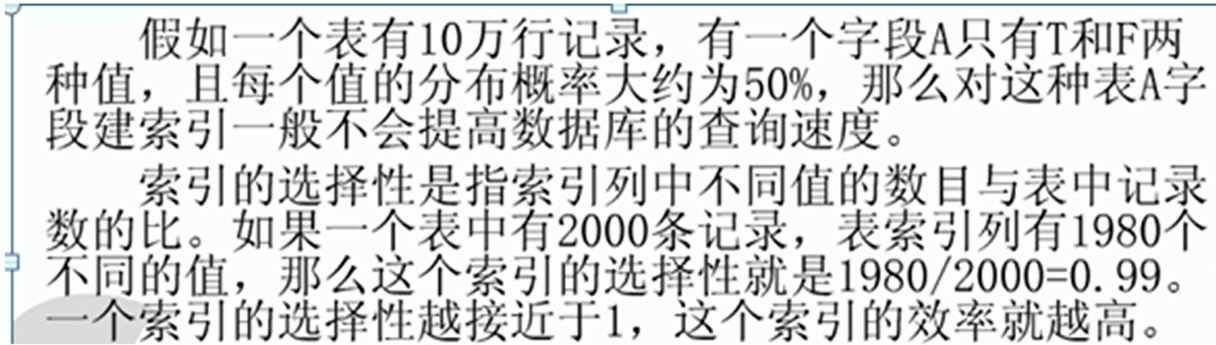 假如一个表有10万行记录，有一个字段A只有T和F两
种值，且每个值的分布概率大约为50%，那么对这种表A字
段建索引一般不会提高数据库的查询速度。
索引的选择性是指索引列中不同值的数目与表中记录
数的比。如果一个表中有2000条记录，表索引列有1980个
不同的值，那么这个索引的选择性就是1980/2000=0.99。
一个索引的选择性越接近于1，这个索引的效率就越高。